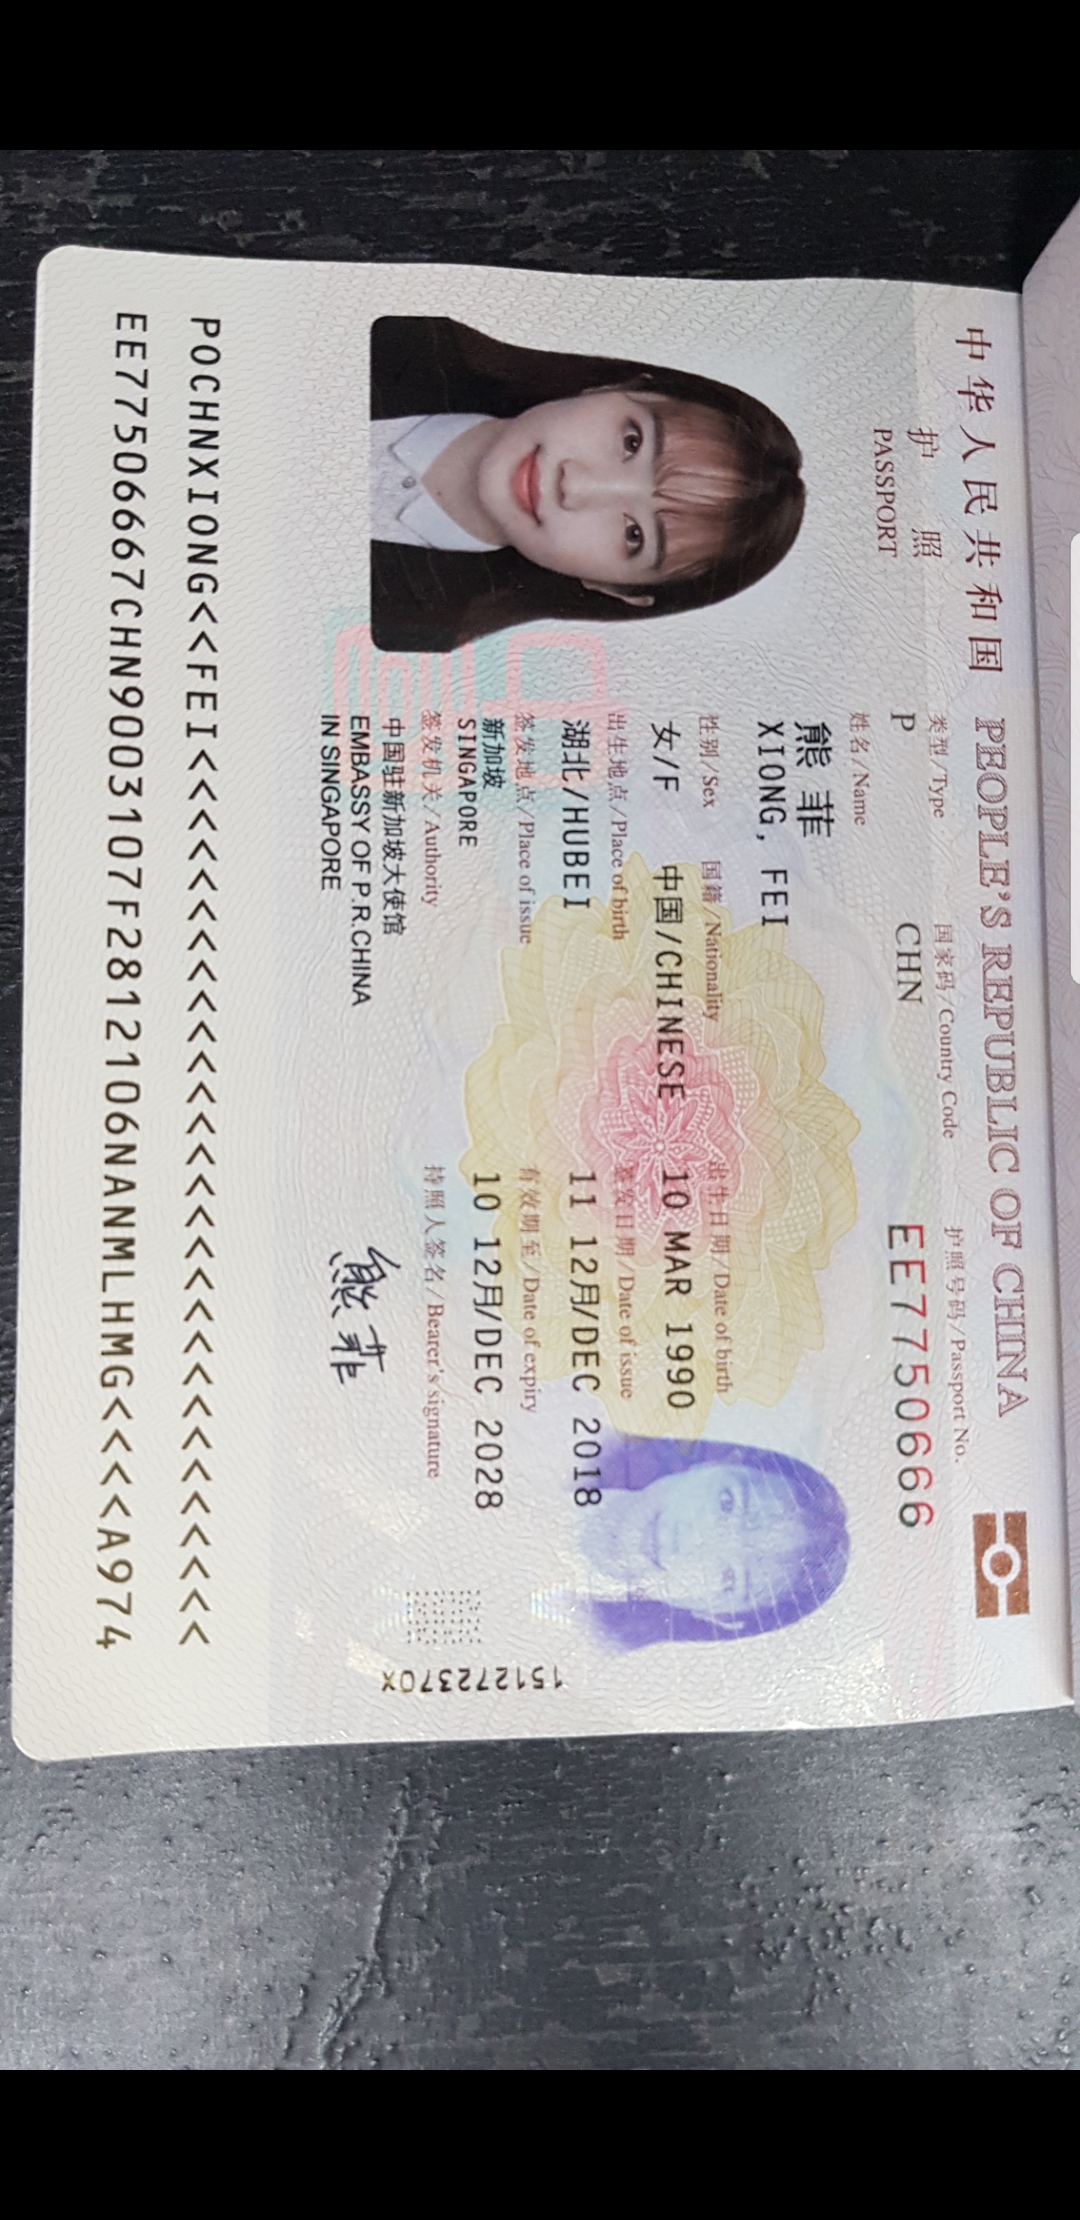 中华人民共和国 PEOPLE'S REPUBLIC OF CHINA
护照
PASSPORT
类型/Type 国家码/Country Code 护照号码/Passport No.
P CHN EE7750666
姓名/Name
熊菲
XIONG, FEI
性别/Sex 国籍/Nationality 出生日期/Date of birth
女/F 中国/CHINESE 10 MAR 1990
出生地点/Place of birth 签发日期/Date of issue
湖北/HUBEI 11 12月/DEC 2018
签发地点/Place of issue 有效期至/Date of expiry
新加坡
SINGAPORE 10 12月/DEC 2028
签发机关/Authority 持照人签名/Bearer's signature
中国驻新加坡大使馆
EMBASSY OF P.R.CHINA
IN SINGAPORE
熊菲
151272370X
POCHNXIONG<<FEI<<<<<<<<<<<<<<<<<<<<<<<<<<<<<
EE77506667CHN9003107F2812106NANMLHMG<<<<A974